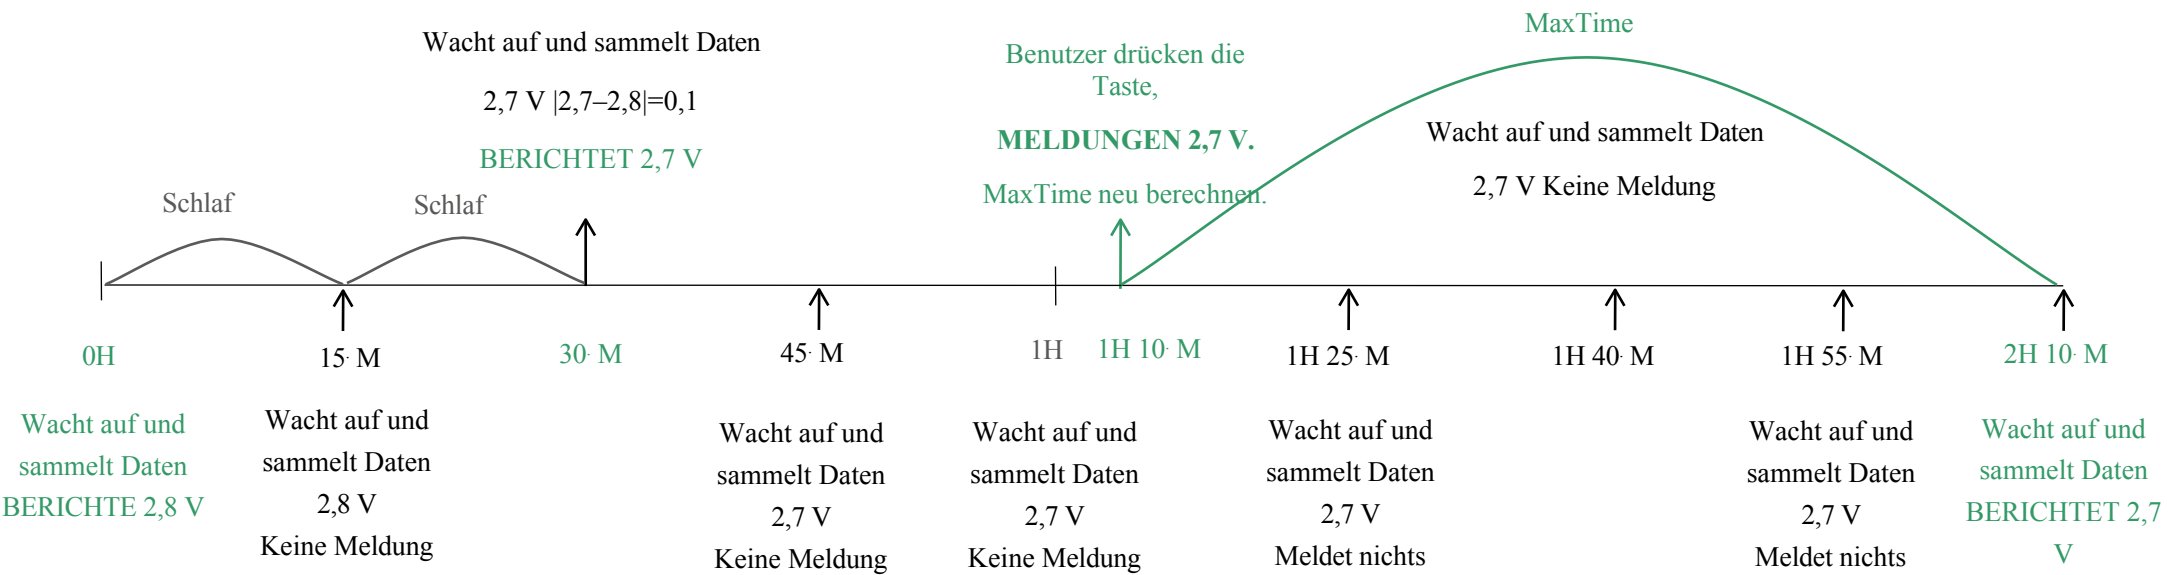 MaxTime
Wacht auf und sammelt Daten
2,7 V |2,7–2,8|=0,1
BERICHTET 2,7 V
Benutzer drücken die
Taste,
MELDUNGEN 2,7 V.
MaxTime neu berechnen.
Wacht auf und sammelt Daten
2,7 V Keine Meldung
Schlaf
Schlaf
0H
15· M
30· M
45· M
1H
1H 10· M
1H 25· M
1H 40· M
1H 55· M
2H 10· M
Wacht auf und
sammelt Daten
BERICHTE 2,8 V
Wacht auf und
sammelt Daten
2,8 V
Keine Meldung
Wacht auf und
sammelt Daten
2,7 V
Keine Meldung
Wacht auf und
sammelt Daten
2,7 V
Keine Meldung
Wacht auf und
sammelt Daten
2,7 V
Meldet nichts
Wacht auf und
sammelt Daten
2,7 V
Meldet nichts
Wacht auf und
sammelt Daten
BERICHTET 2,7
V